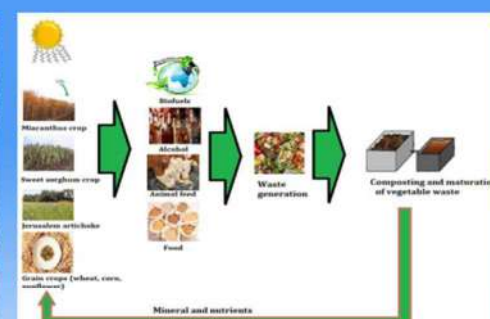 Miscanthus crop
Sweet sorghum crop
Jerusalem artichoke
Grain crops (wheat, corn,
sunflower)
Biofuels
Alcohol
Animal feed
Food
Waste
generation
Composting and maturatio
of vegetable waste
Mineral and nutrients